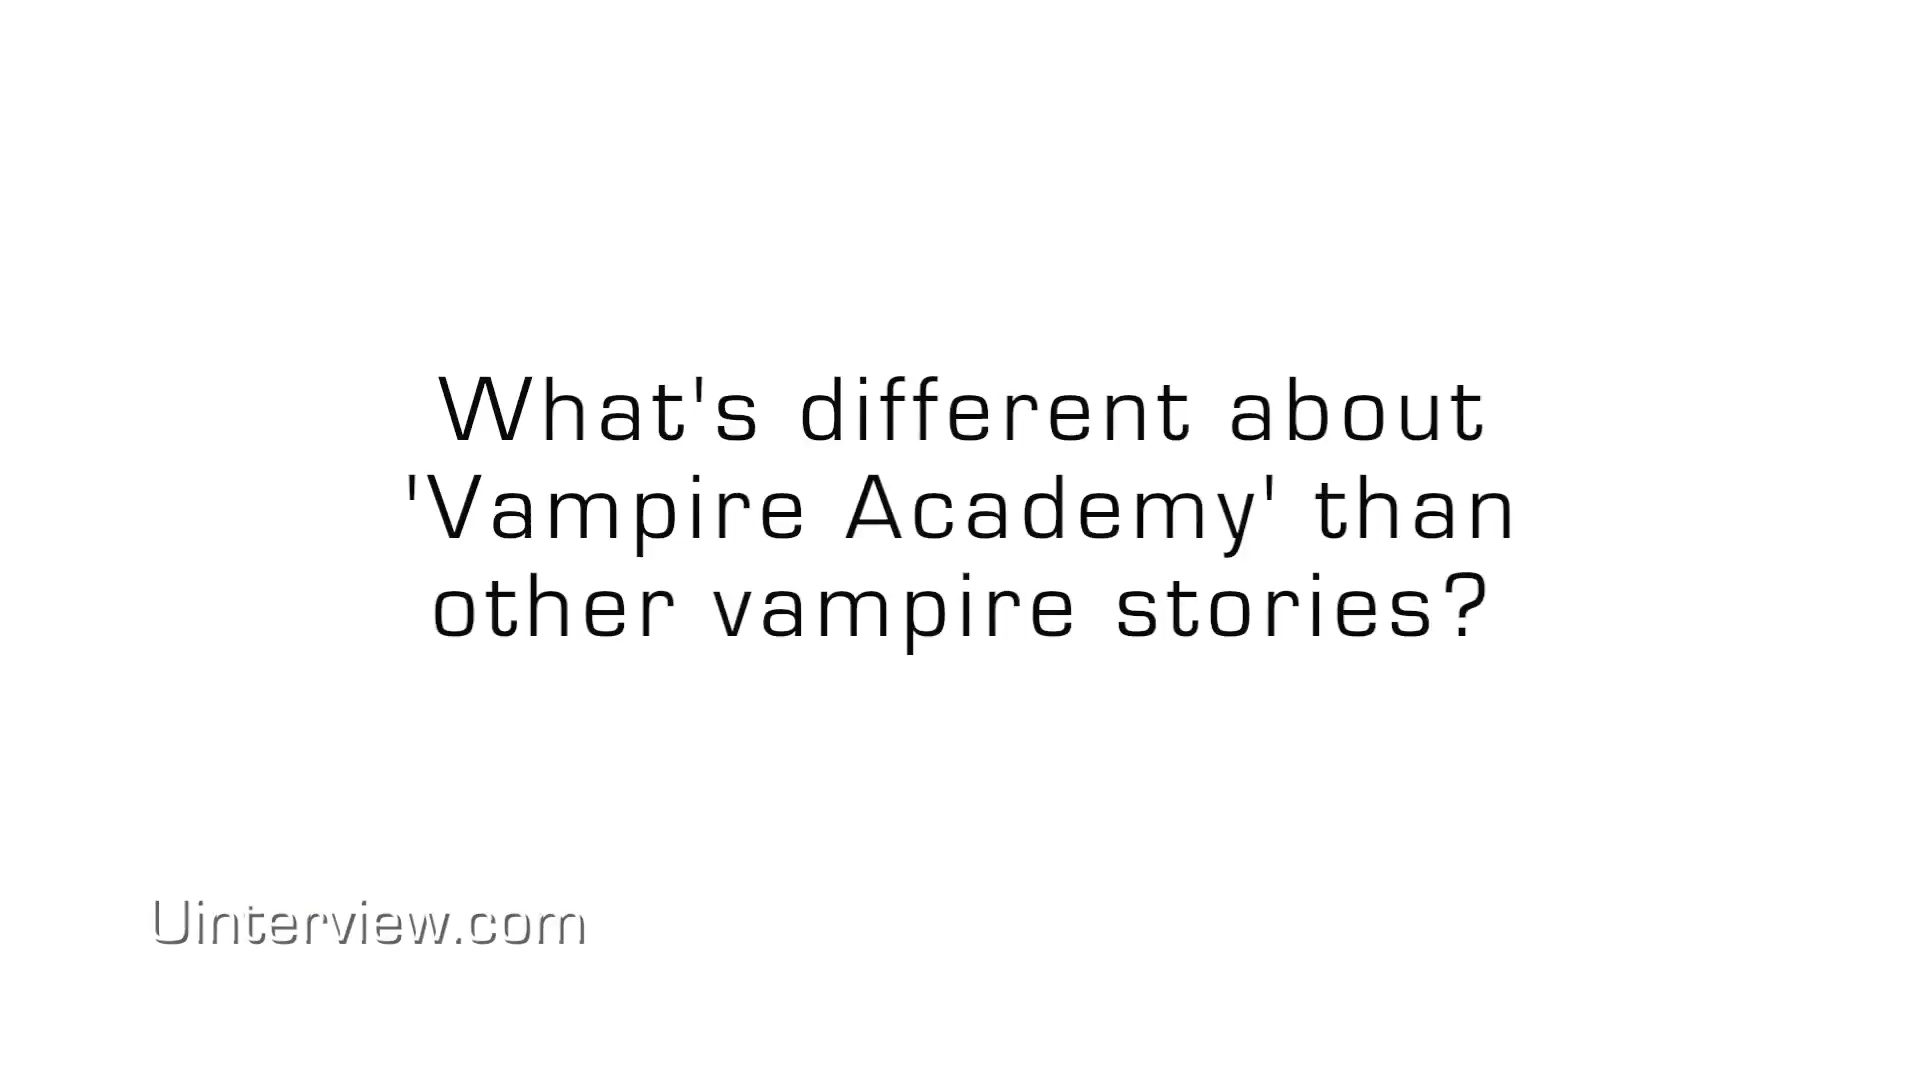 What's different about
'Vampire Academy' than
other vampire stories?
Uinterview.com